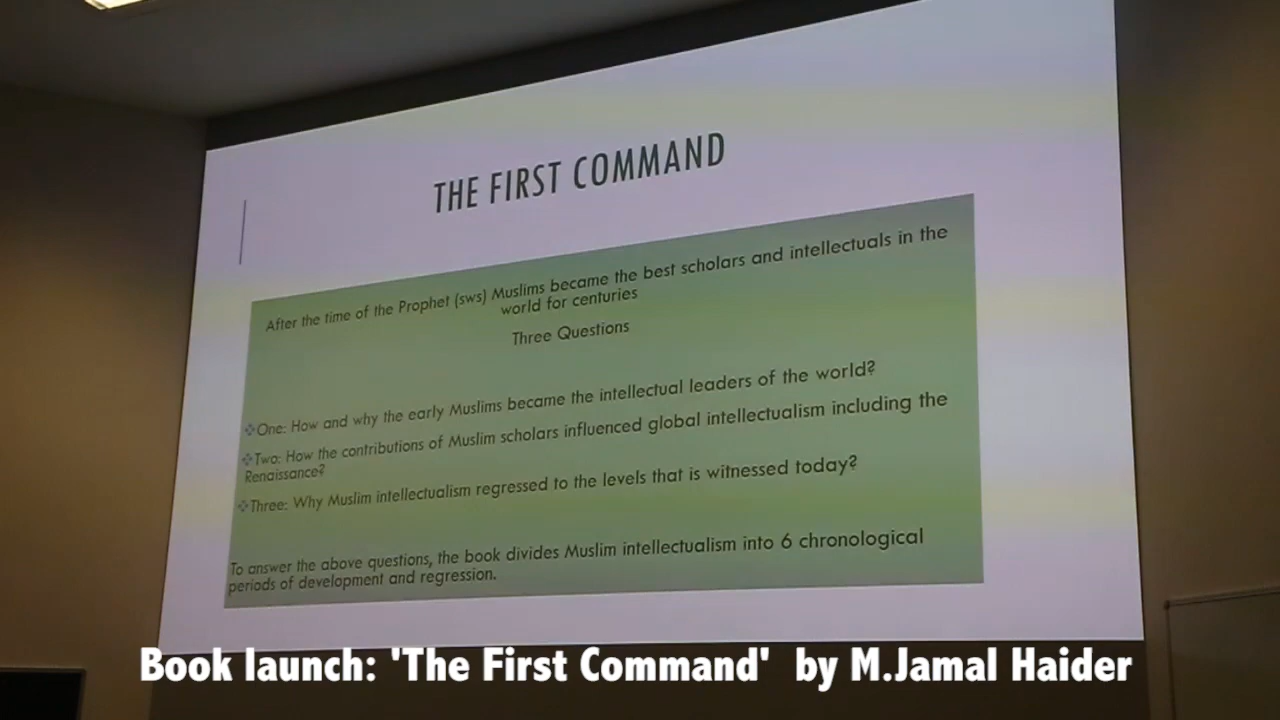 THE FIRST COMMAND
After the time of the Prophet (sws) Muslims became the best scholars and intellectuals in the
world for centuries
Three Questions
❖One: How and why the early Muslims became the intellectual leaders of the world?
❖Two: How the contributions of Muslim scholars influenced global intellectualism including the
Renaissance?
❖Three: Why Muslim intellectualism regressed to the levels that is witnessed today?
To answer the above questions, the book divides Muslim intellectualism into 6 chronological
periods of development and regression.
Book launch: 'The First Command' by M.Jamal Haider